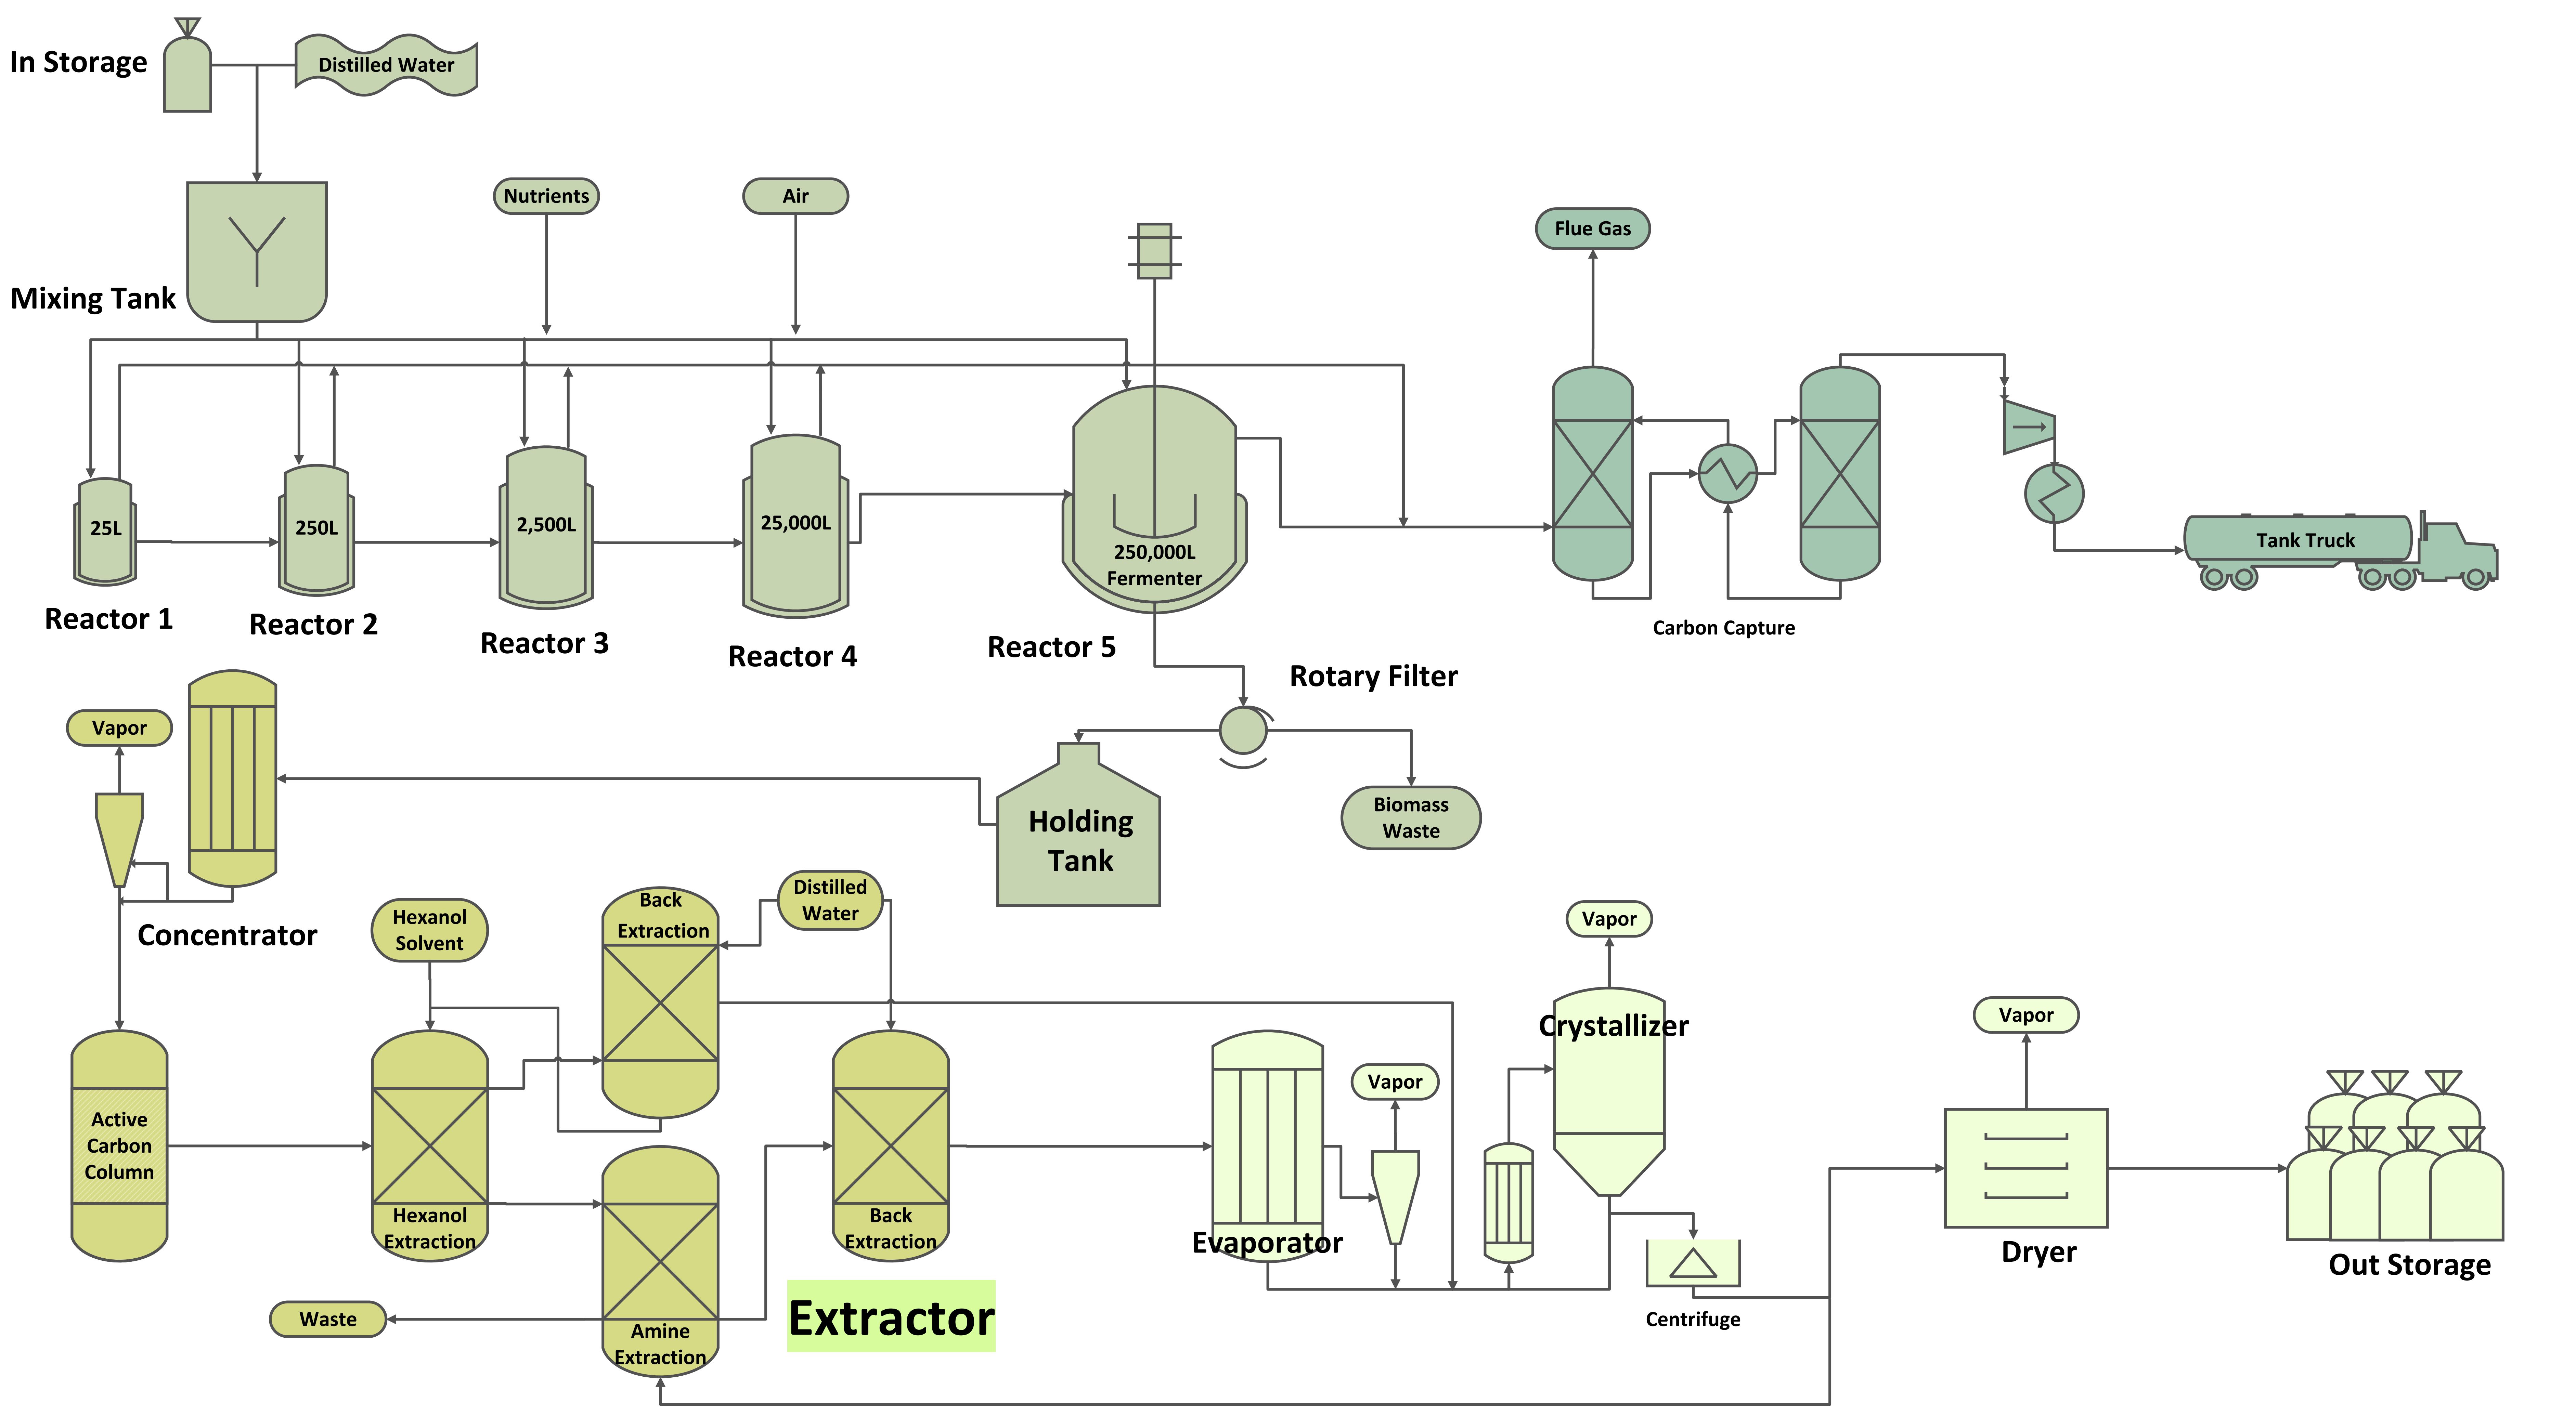 In Storage
Distilled Water
Mixing Tank
Nutrients
Air
Flue Gas
25L
250L
2,500L
25,000L
250,000L
Fermenter
Tank Truck
Reactor 1
Reactor 2
Reactor 3
Reactor 4
Reactor 5
Carbon Capture
Rotary Filter
Vapor
Holding
Tank
Biomass
Waste
Concentrator
Hexanol
Solvent
Back
Extraction
Distilled
Water
Vapor
Crystallizer
Vapor
Vapor
Active
Carbon
Column
Hexanol
Extraction
Back
Extraction
Evaporator
Dryer
Out Storage
Waste
Amine
Extraction
Extractor
Centrifuge